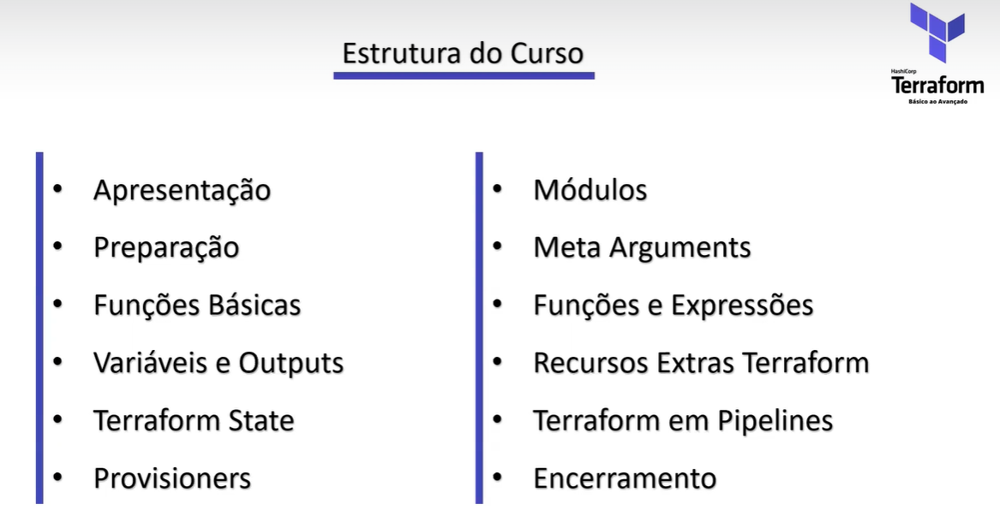 Estrutura do Curso
HashiCorp
Terraform
Básico ao Avançado
• Apresentação
• Preparação
• Funções Básicas
• Variáveis e Outputs
• Terraform State
• Provisioners
• Módulos
• Meta Arguments
• Funções e Expressões
• Recursos Extras Terraform
• Terraform em Pipelines
• Encerramento